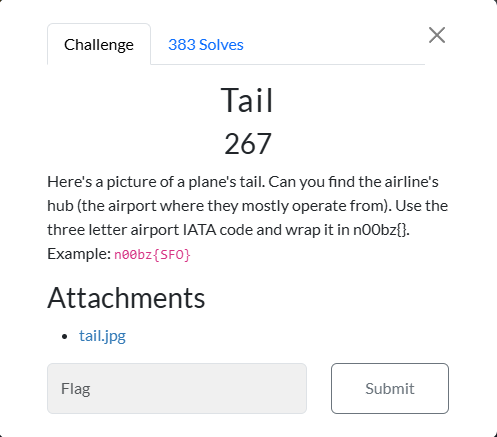 Challenge
383 Solves
Tail
267
Here's a picture of a plane's tail. Can you find the airline's
hub (the airport where they mostly operate from). Use the
three letter airport IATA code and wrap it in n00bz{}.
Example: n00bz{SFO}
Attachments
• tail.jpg
Flag
Submit